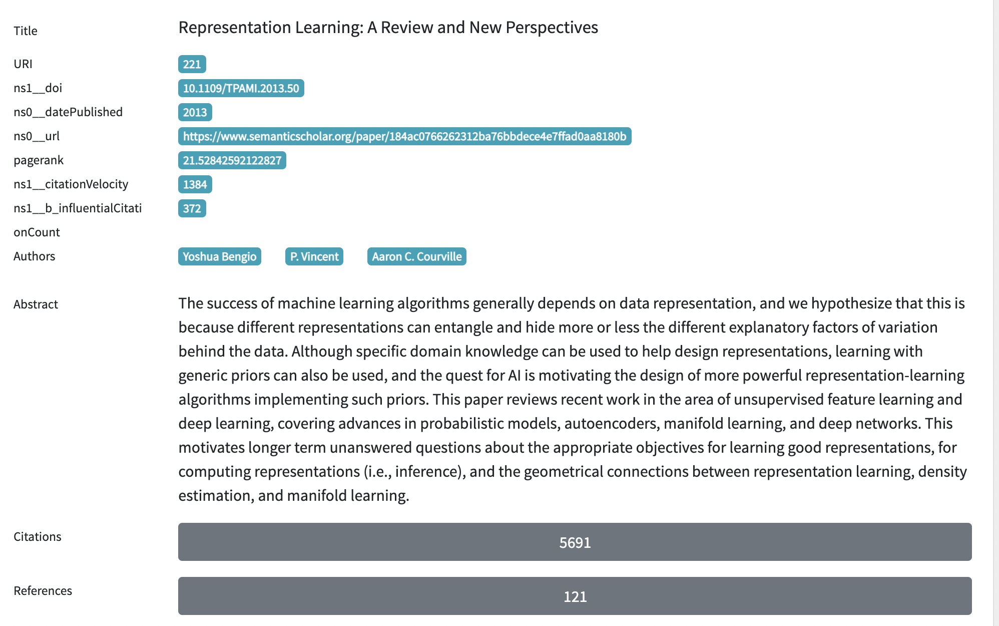 Title Representation Learning: A Review and New Perspectives
URI 221
ns1__doi 10.1109/TPAMI.2013.50
ns0__datePublished 2013
ns0__url https://www.semanticscholar.org/paper/184ac0766262312ba76bbdece4e7ffad0aa8180b
pagerank 21.52842592122827
ns1__citationVelocity 1384
ns1__b_influentialCitati 372
onCount
Authors Yoshua Bengio P. Vincent Aaron C. Courville
Abstract The success of machine learning algorithms generally depends on data representation, and we hypothesize that this is
because different representations can entangle and hide more or less the different explanatory factors of variation
behind the data. Although specific domain knowledge can be used to help design representations, learning with
generic priors can also be used, and the quest for AI is motivating the design of more powerful representation-learning
algorithms implementing such priors. This paper reviews recent work in the area of unsupervised feature learning and
deep learning, covering advances in probabilistic models, autoencoders, manifold learning, and deep networks. This
motivates longer term unanswered questions about the appropriate objectives for learning good representations, for
computing representations (i.e., inference), and the geometrical connections between representation learning, density
estimation, and manifold learning.
Citations 5691
References 121